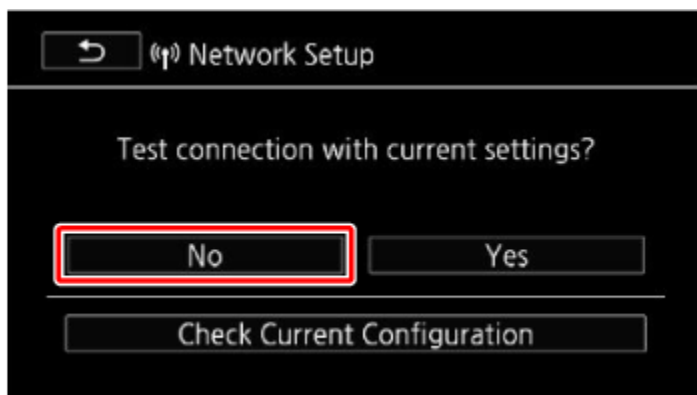 Network Setup
Test connection with current settings?
No Yes
Check Current Configuration